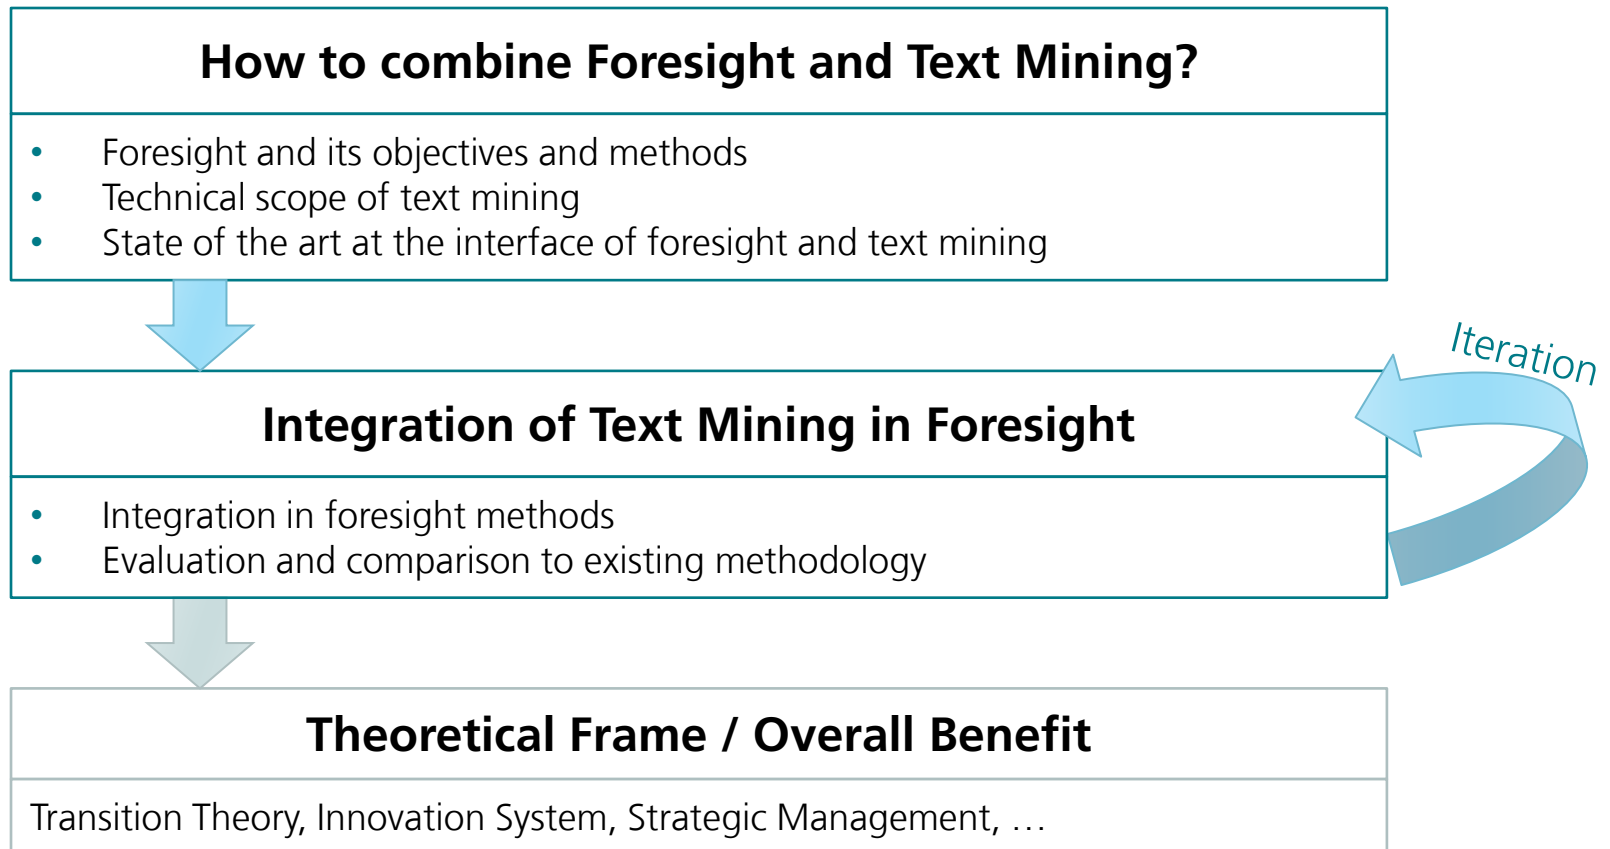 How to combine Foresight and Text Mining?
• Foresight and its objectives and methods
• Technical scope of text mining
• State of the art at the interface of foresight and text mining
Iteration
Integration of Text Mining in Foresight
• Integration in foresight methods
• Evaluation and comparison to existing methodology
Theoretical Frame / Overall Benefit
Transition Theory, Innovation System, Strategic Management, …